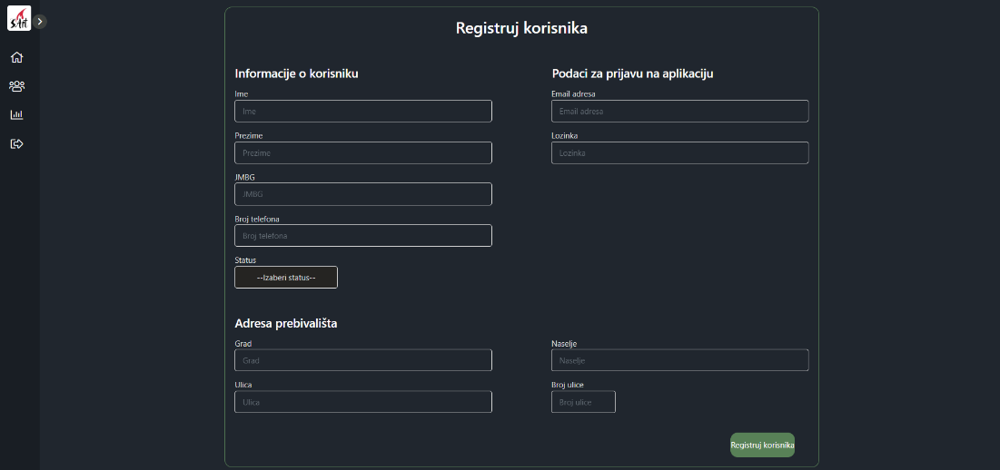 SArt
Registruj korisnika
Informacije o korisniku
Ime
Ime
Prezime
Prezime
JMBG
JMBG
Broj telefona
Broj telefona
Status
--Izaberi status--
Podaci za prijavu na aplikaciju
Email adresa
Email adresa
Lozinka
Lozinka
Adresa prebivališta
Grad
Grad
Naselje
Naselje
Ulica
Ulica
Broj ulice
Broj ulice
Registruj korisnika